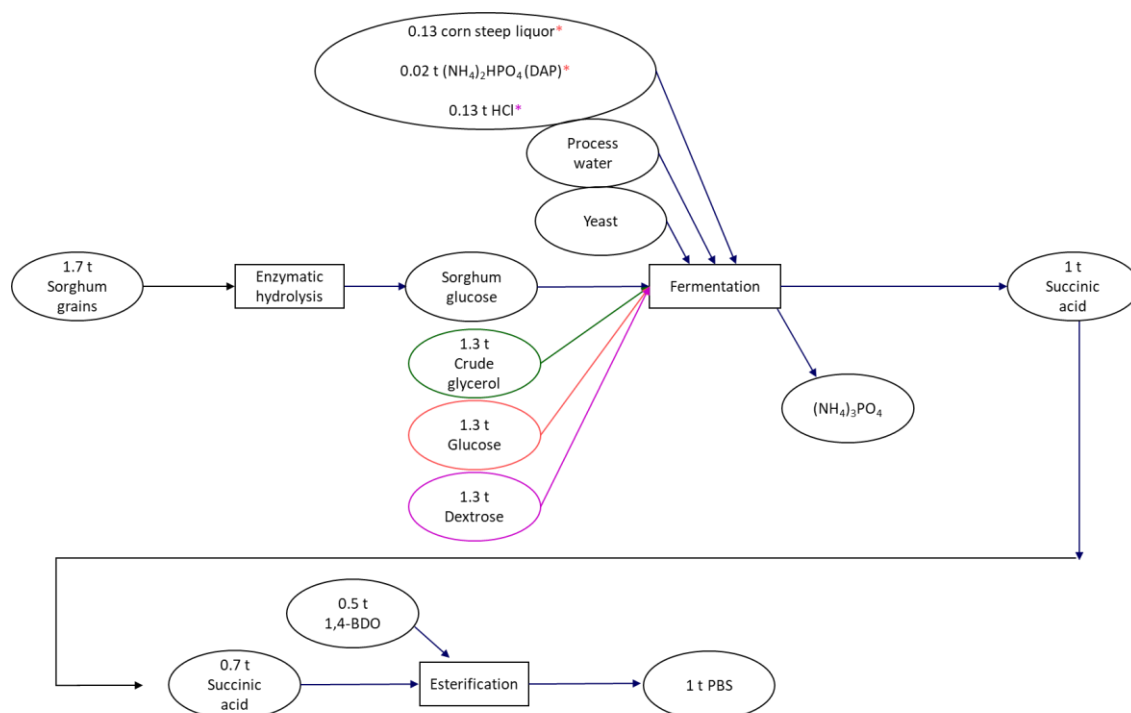 0.13 corn steep liquor*
0.02 t (NH₄)₂HPO₄ (DAP)*
0.13 t HCl*
Process
water
Yeast
1.7 t
Sorghum
grains
Enzymatic
hydrolysis
Sorghum
glucose
Fermentation
1 t
Succinic
acid
1.3 t
Crude
glycerol
(NH₄)₃PO₄
1.3 t
Glucose
1.3 t
Dextrose
0.5 t
1,4-BDO
0.7 t
Succinic
acid
Esterification
1 t PBS